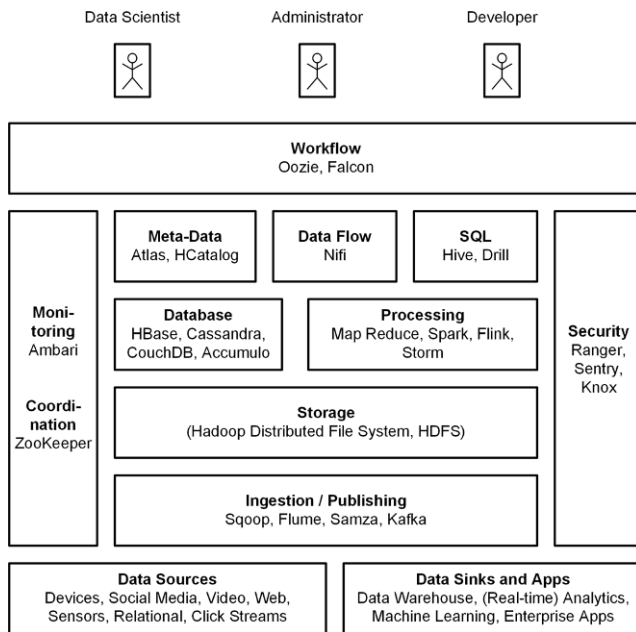 Data Scientist
Administrator
Developer
Workflow
Oozie, Falcon
Meta-Data
Atlas, HCatalog
Data Flow
Nifi
SQL
Hive, Drill
Moni-
toring
Ambari
Coordi-
nation
ZooKeeper
Database
HBase, Cassandra,
CouchDB, Accumulo
Processing
Map Reduce, Spark, Flink,
Storm
Security
Ranger,
Sentry,
Knox
Storage
(Hadoop Distributed File System, HDFS)
Ingestion / Publishing
Sqoop, Flume, Samza, Kafka
Data Sources
Devices, Social Media, Video, Web,
Sensors, Relational, Click Streams
Data Sinks and Apps
Data Warehouse, (Real-time) Analytics,
Machine Learning, Enterprise Apps